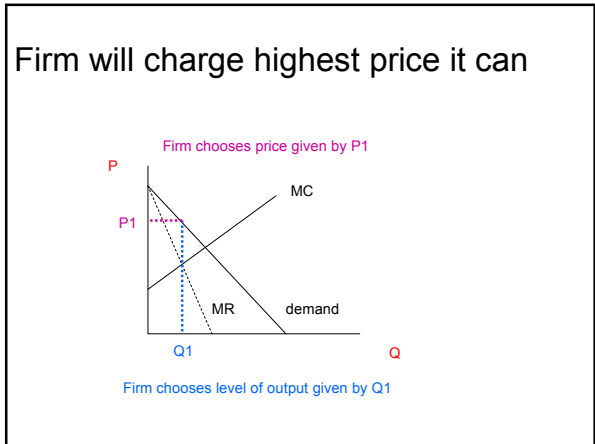 Firm will charge highest price it can
Firm chooses price given by P1
P
MC
P1
MR
demand
Q1
Q
Firm chooses level of output given by Q1